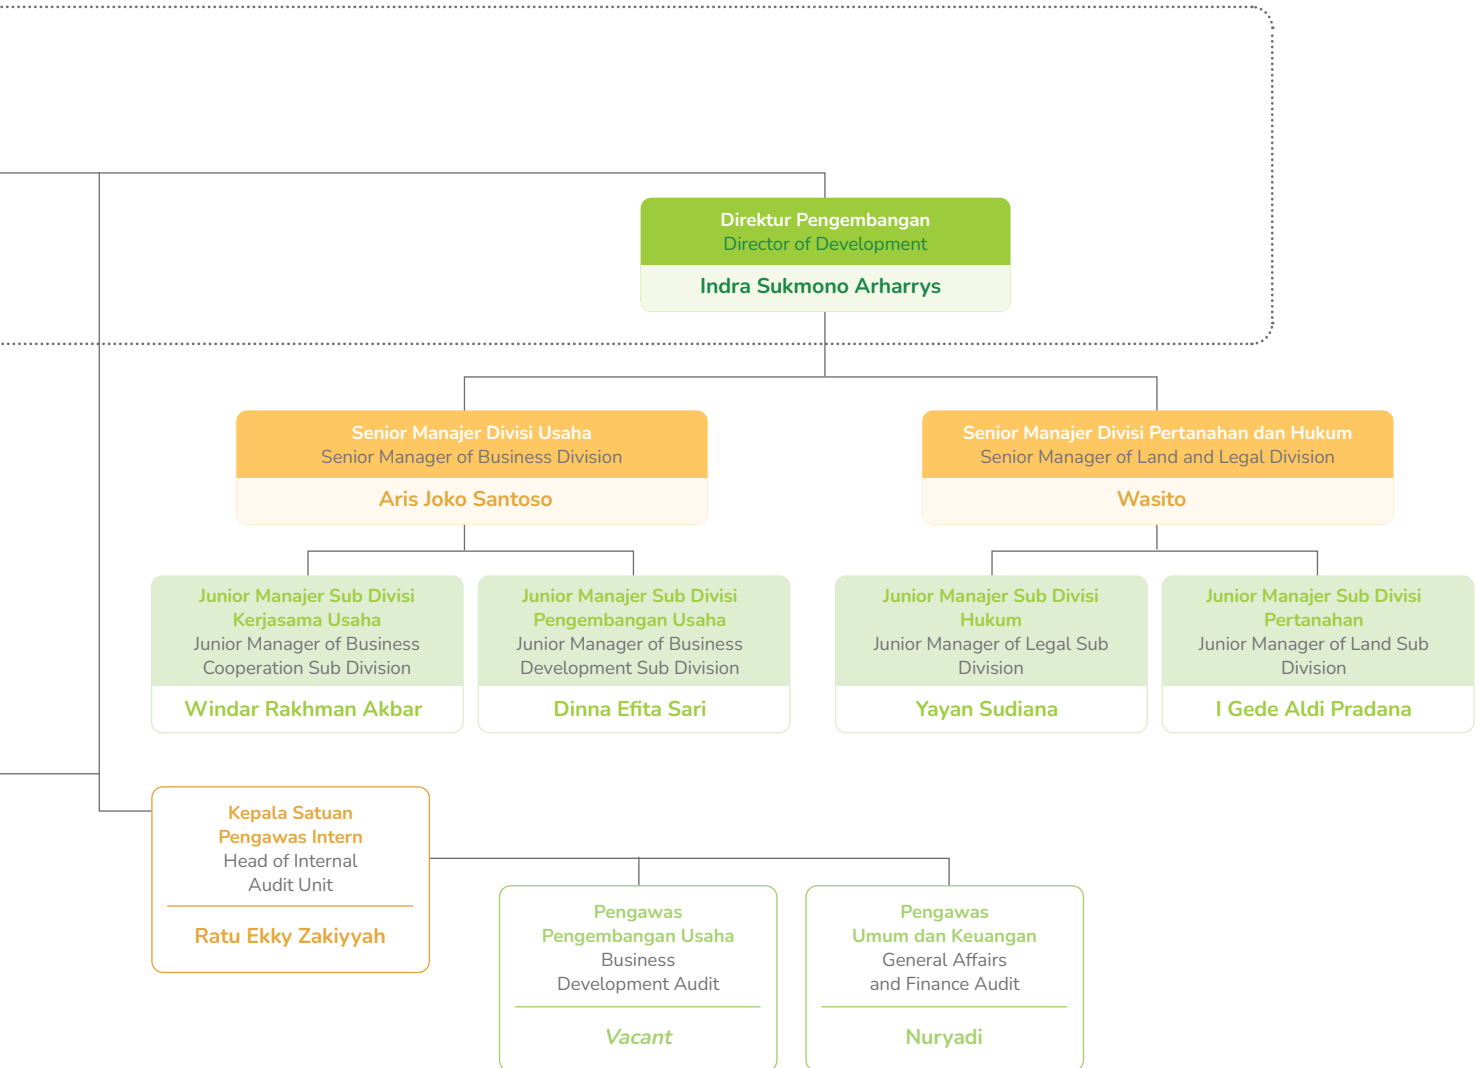 Direktur Pengembangan
Director of Development
Indra Sukmono Arharrys
Senior Manajer Divisi Usaha
Senior Manager of Business Division
Aris Joko Santoso
Senior Manajer Divisi Pertanahan dan Hukum
Senior Manager of Land and Legal Division
Wasito
Junior Manajer Sub Divisi
Kerjasama Usaha
Junior Manager of Business
Cooperation Sub Division
Windar Rakhman Akbar
Junior Manajer Sub Divisi
Pengembangan Usaha
Junior Manager of Business
Development Sub Division
Dinna Efita Sari
Junior Manajer Sub Divisi
Hukum
Junior Manager of Legal Sub
Division
Yayan Sudiana
Junior Manajer Sub Divisi
Pertanahan
Junior Manager of Land Sub
Division
I Gede Aldi Pradana
Kepala Satuan
Pengawas Intern
Head of Internal
Audit Unit
Ratu Ekky Zakiyyah
Pengawas
Pengembangan Usaha
Business
Development Audit
Vacant
Pengawas
Umum dan Keuangan
General Affairs
and Finance Audit
Nuryadi